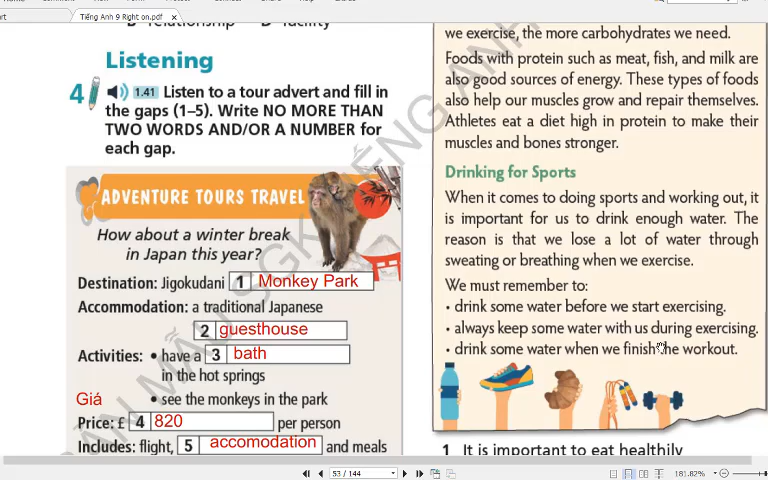 Tiếng Anh 9 Right on.pdf
Listening
4 1.41 Listen to a tour advert and fill in
the gaps (1–5). Write NO MORE THAN
TWO WORDS AND/OR A NUMBER for
each gap.
ADVENTURE TOURS TRAVEL
How about a winter break
in Japan this year?
Destination: Jigokudani 1 Monkey Park
Accommodation: a traditional Japanese
2 guesthouse
Activities: • have a 3 bath
in the hot springs
Giá • see the monkeys in the park
Price: £ 4 820 per person
Includes: flight, 5 accomodation and meals
we exercise, the more carbohydrates we need.
Foods with protein such as meat, fish, and milk are
also good sources of energy. These types of foods
also help our muscles grow and repair themselves.
Athletes eat a diet high in protein to make their
muscles and bones stronger.
Drinking for Sports
When it comes to doing sports and working out, it
is important for us to drink enough water. The
reason is that we lose a lot of water through
sweating or breathing when we exercise.
We must remember to:
• drink some water before we start exercising.
• always keep some water with us during exercising.
• drink some water when we finish the workout.
1 It is important to eat healthily
53 / 144
181.82%